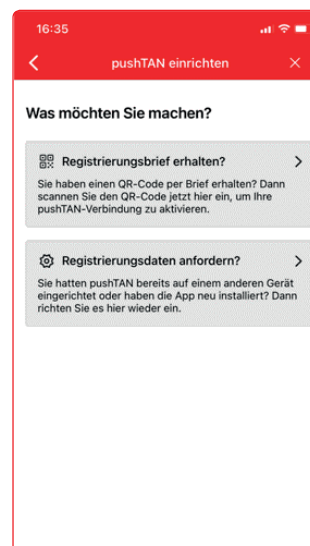 16:35
pushTAN einrichten
Was möchten Sie machen?
Registrierungsbrief erhalten?
Sie haben einen QR-Code per Brief erhalten? Dann
scannen Sie den QR-Code jetzt hier ein, um Ihre
pushTAN-Verbindung zu aktivieren.
Registrierungsdaten anfordern?
Sie hatten pushTAN bereits auf einem anderen Gerät
eingerichtet oder haben die App neu installiert? Dann
richten Sie es hier wieder ein.